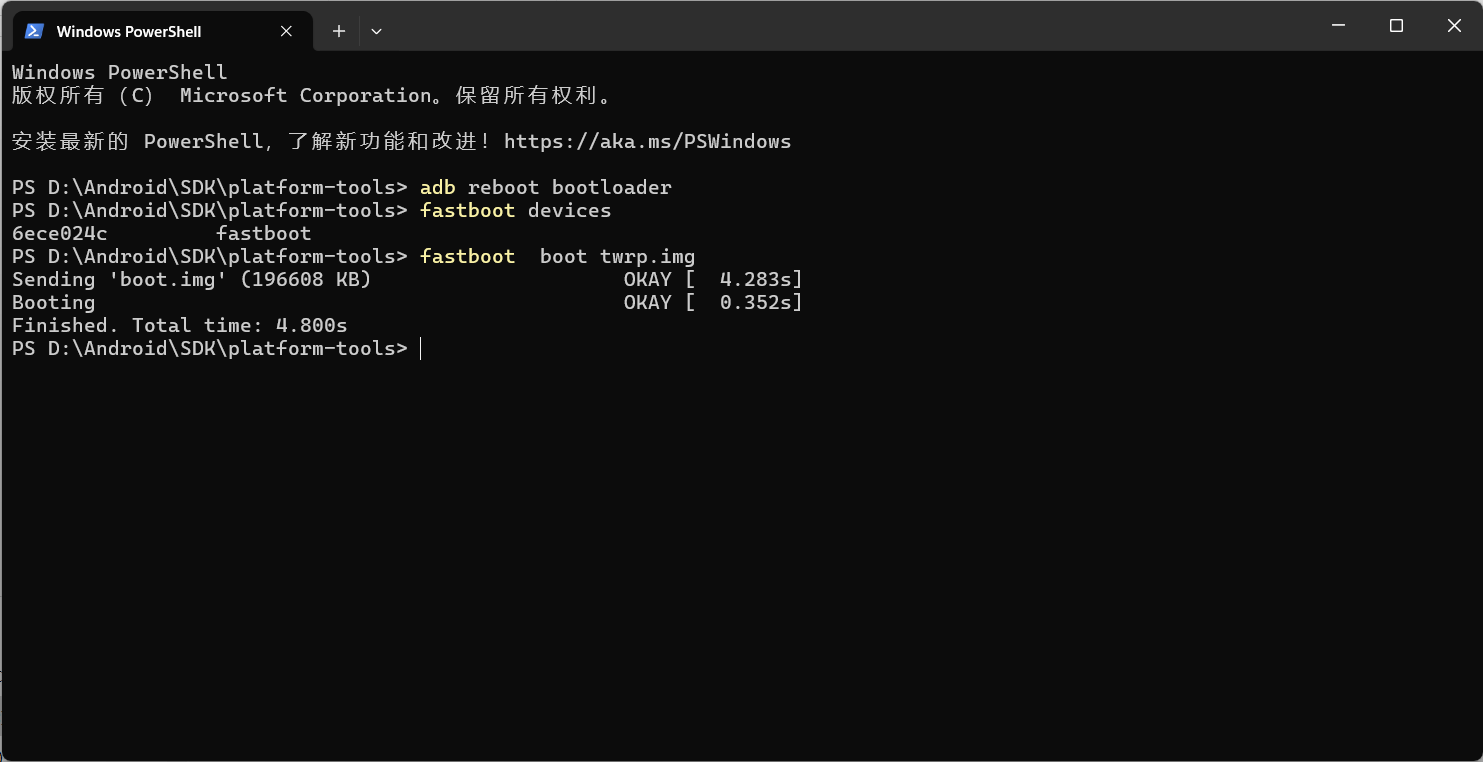 Windows PowerShell
Windows PowerShell
版权所有（C） Microsoft Corporation。保留所有权利。
安装最新的 PowerShell，了解新功能和改进！https://aka.ms/PSWindows
PS D:\Android\SDK\platform-tools> adb reboot bootloader
PS D:\Android\SDK\platform-tools> fastboot devices
6ece024c         fastboot
PS D:\Android\SDK\platform-tools> fastboot  boot twrp.img
Sending 'boot.img' (196608 KB)                     OKAY [  4.283s]
Booting                                            OKAY [  0.352s]
Finished. Total time: 4.800s
PS D:\Android\SDK\platform-tools>